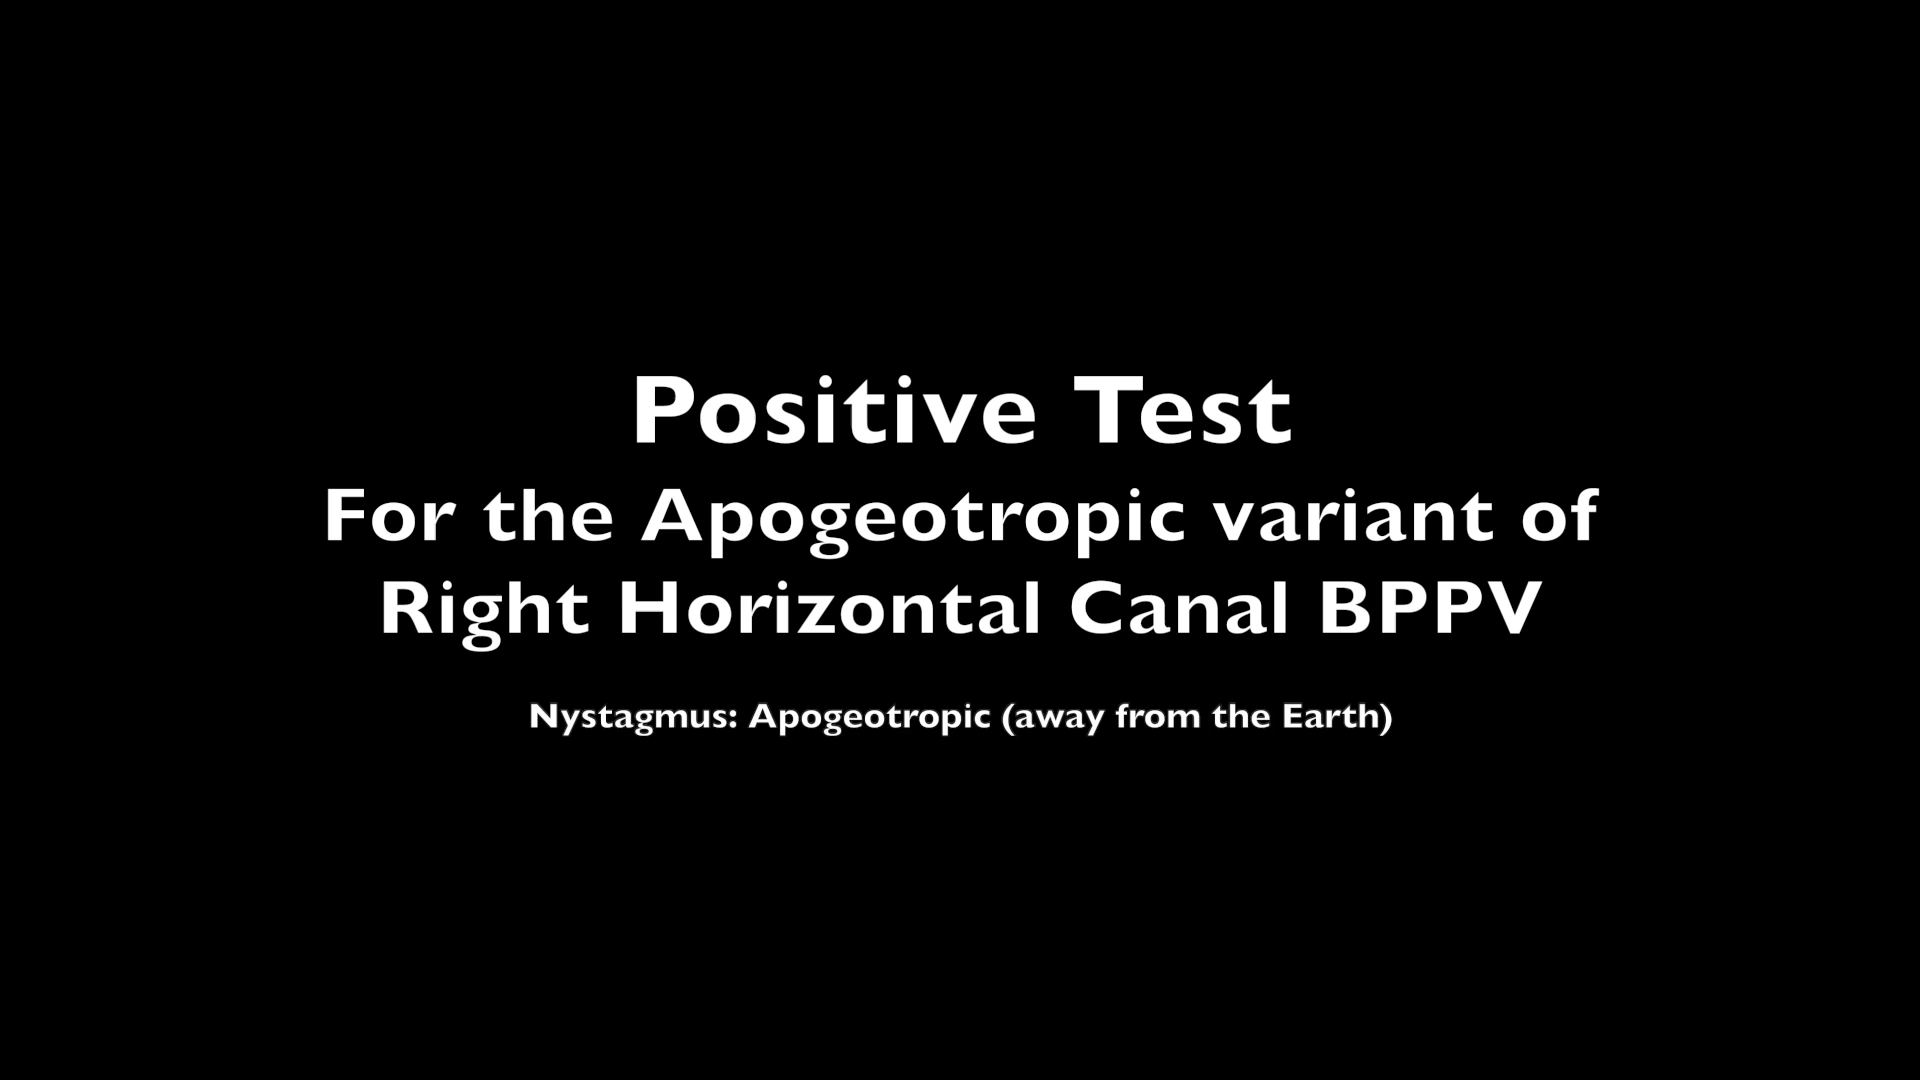 Positive Test
For the Apogeotropic variant of
Right Horizontal Canal BPPV
Nystagmus: Apogeotropic (away from the Earth)